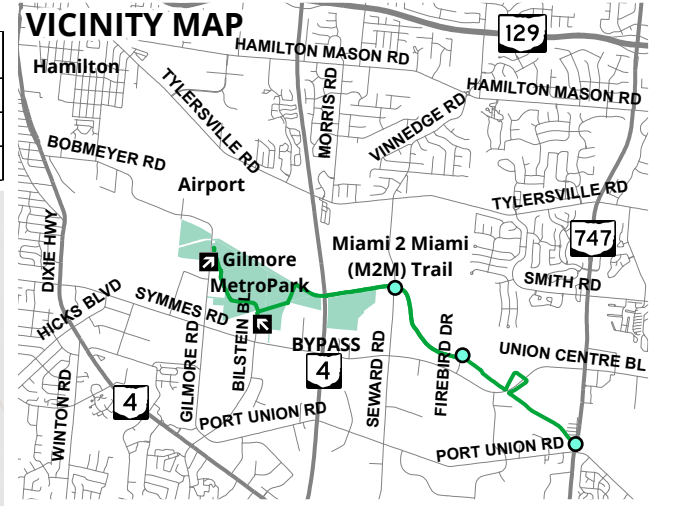 VICINITY MAP
129
HAMILTON MASON RD
Hamilton
TYLERSVILLE RD
MORRIS RD
HAMILTON MASON RD
VINNEDGE RD
BOBMEYER RD
Airport
TYLERSVILLE RD
DIXIE HWY
747
Miami 2 Miami
(M2M) Trail
Gilmore
MetroPark
SMITH RD
HICKS BLVD
SYMMES RD
GILMORE RD
BILSTEIN BL
BYPASS
4
SEWARD RD
FIREBIRD DR
UNION CENTRE BL
WINTON RD
4
PORT UNION RD
PORT UNION RD